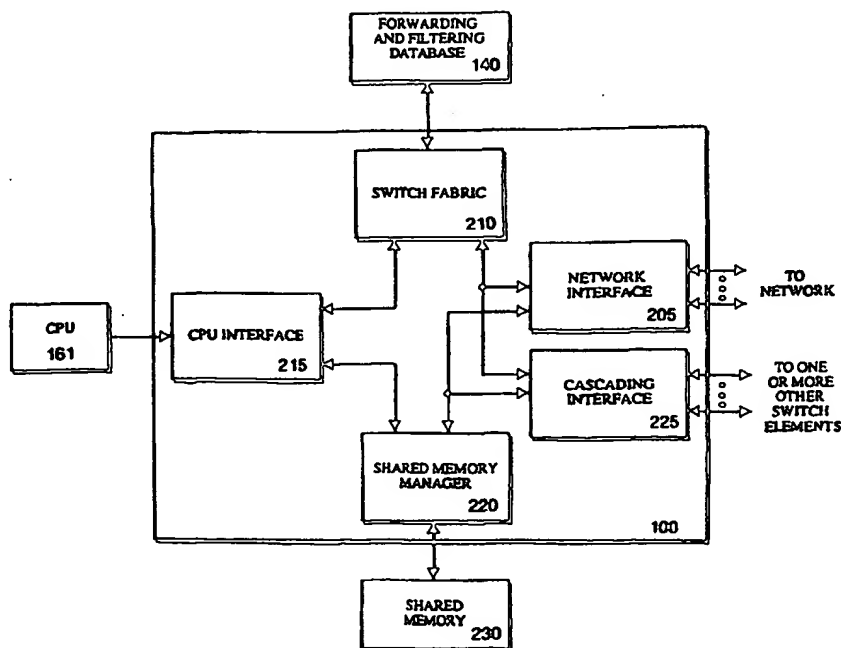 FORWARDING
AND FILTERING
DATABASE
140
SWITCH FABRIC
210
NETWORK
INTERFACE
205
TO
NETWORK
CPU
161
CPU INTERFACE
215
CASCADING
INTERFACE
225
TO ONE
OR MORE
OTHER
SWITCH
ELEMENTS
SHARED MEMORY
MANAGER
220
100
SHARED
MEMORY
230